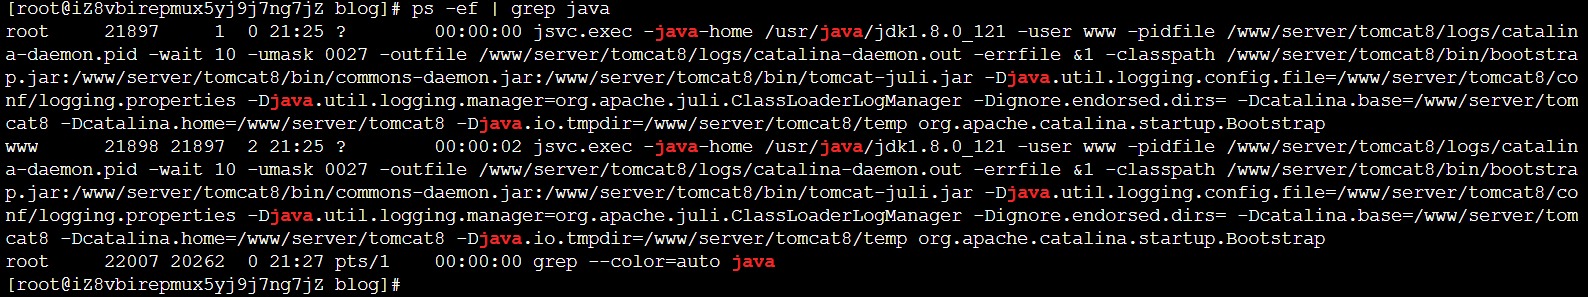 [root@iZ8vbirepmux5yj9j7ng7jZ blog]# ps -ef | grep java
root     21897     1  0 21:25 ?        00:00:00 jsvc.exec -java-home /usr/java/jdk1.8.0_121 -user www -pidfile /www/server/tomcat8/logs/catalin
a-daemon.pid -wait 10 -umask 0027 -outfile /www/server/tomcat8/logs/catalina-daemon.out -errfile &1 -classpath /www/server/tomcat8/bin/bootstra
p.jar:/www/server/tomcat8/bin/commons-daemon.jar:/www/server/tomcat8/bin/tomcat-juli.jar -Djava.util.logging.config.file=/www/server/tomcat8/co
nf/logging.properties -Djava.util.logging.manager=org.apache.juli.ClassLoaderLogManager -Dignore.endorsed.dirs= -Dcatalina.base=/www/server/tom
cat8 -Dcatalina.home=/www/server/tomcat8 -Djava.io.tmpdir=/www/server/tomcat8/temp org.apache.catalina.startup.Bootstrap
www      21898 21897  2 21:25 ?        00:00:02 jsvc.exec -java-home /usr/java/jdk1.8.0_121 -user www -pidfile /www/server/tomcat8/logs/catalin
a-daemon.pid -wait 10 -umask 0027 -outfile /www/server/tomcat8/logs/catalina-daemon.out -errfile &1 -classpath /www/server/tomcat8/bin/bootstra
p.jar:/www/server/tomcat8/bin/commons-daemon.jar:/www/server/tomcat8/bin/tomcat-juli.jar -Djava.util.logging.config.file=/www/server/tomcat8/co
nf/logging.properties -Djava.util.logging.manager=org.apache.juli.ClassLoaderLogManager -Dignore.endorsed.dirs= -Dcatalina.base=/www/server/tom
cat8 -Dcatalina.home=/www/server/tomcat8 -Djava.io.tmpdir=/www/server/tomcat8/temp org.apache.catalina.startup.Bootstrap
root     22007 20262  0 21:27 pts/1    00:00:00 grep --color=auto java
[root@iZ8vbirepmux5yj9j7ng7jZ blog]#